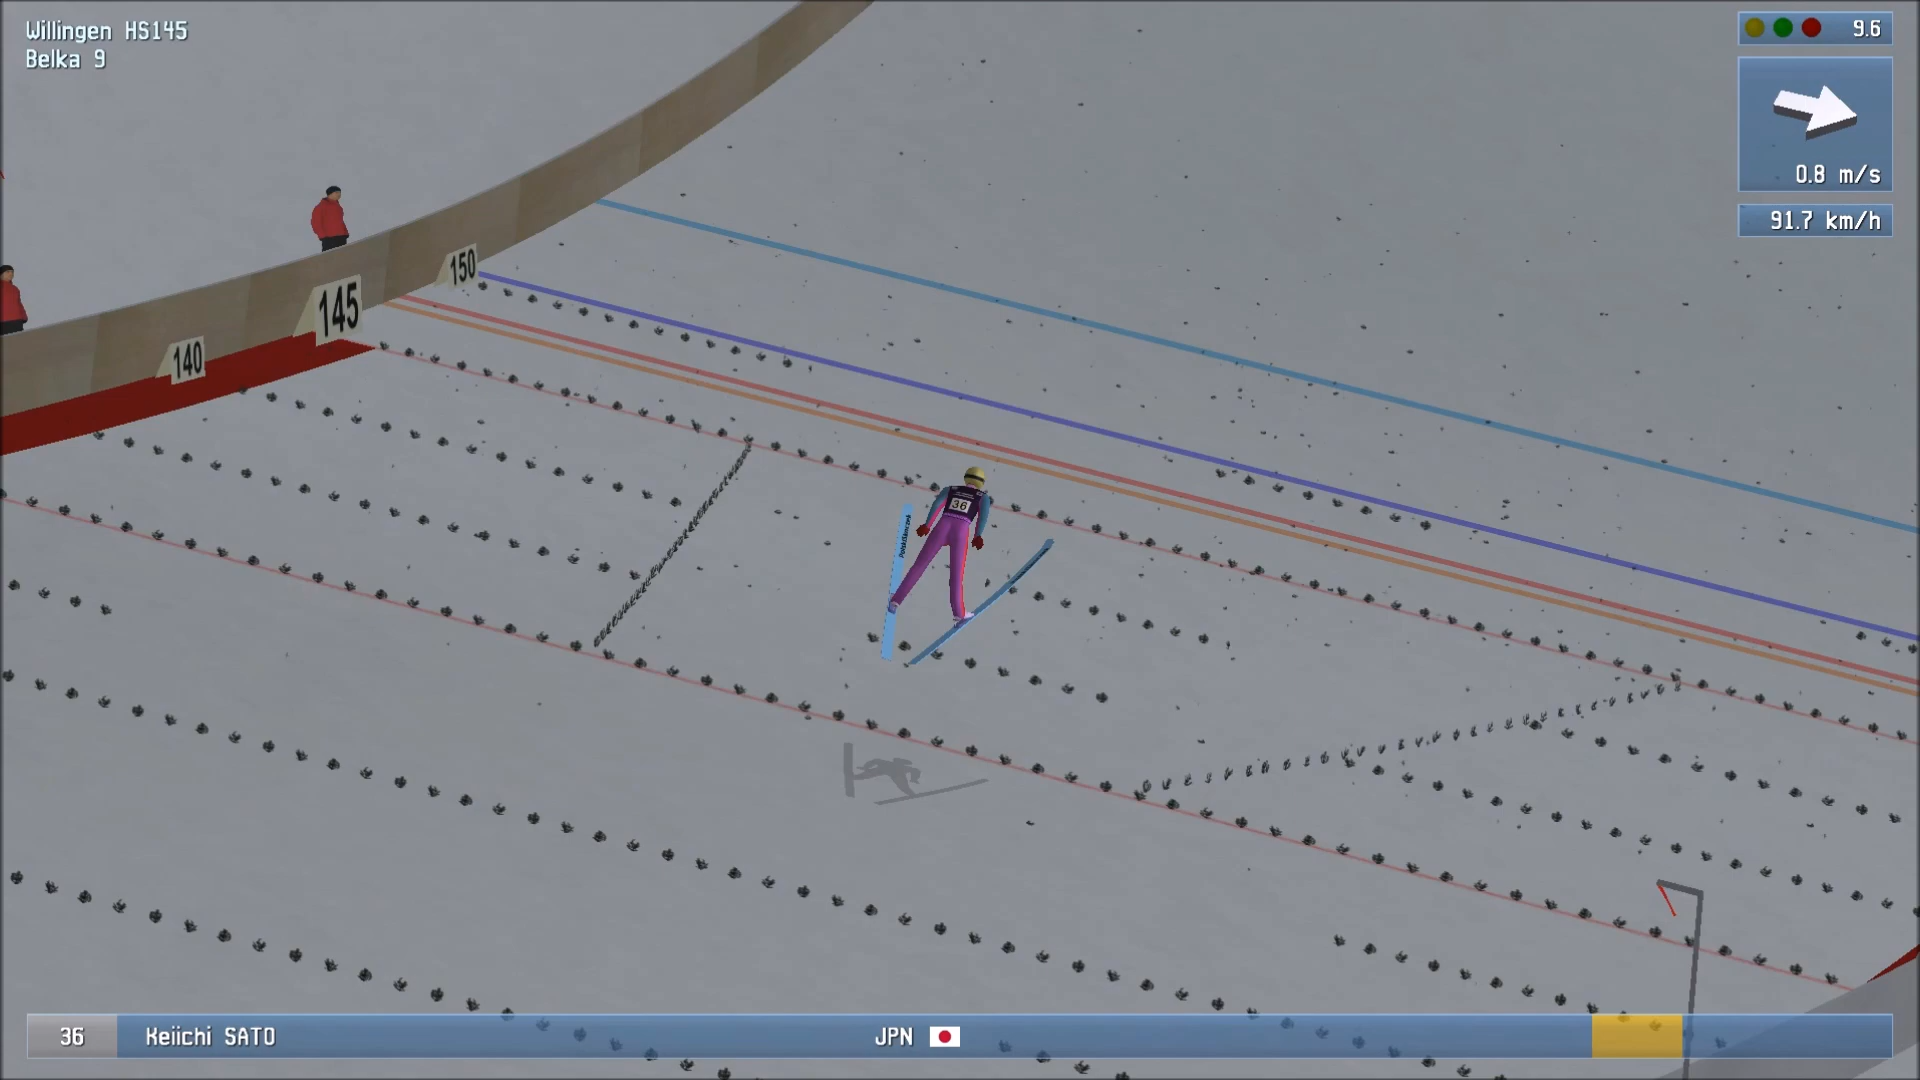 Willingen HS145
Belka 9
9.6
0.8 m/s
91.7 km/h
150
145
140
36
36 Keiichi SATO JPN